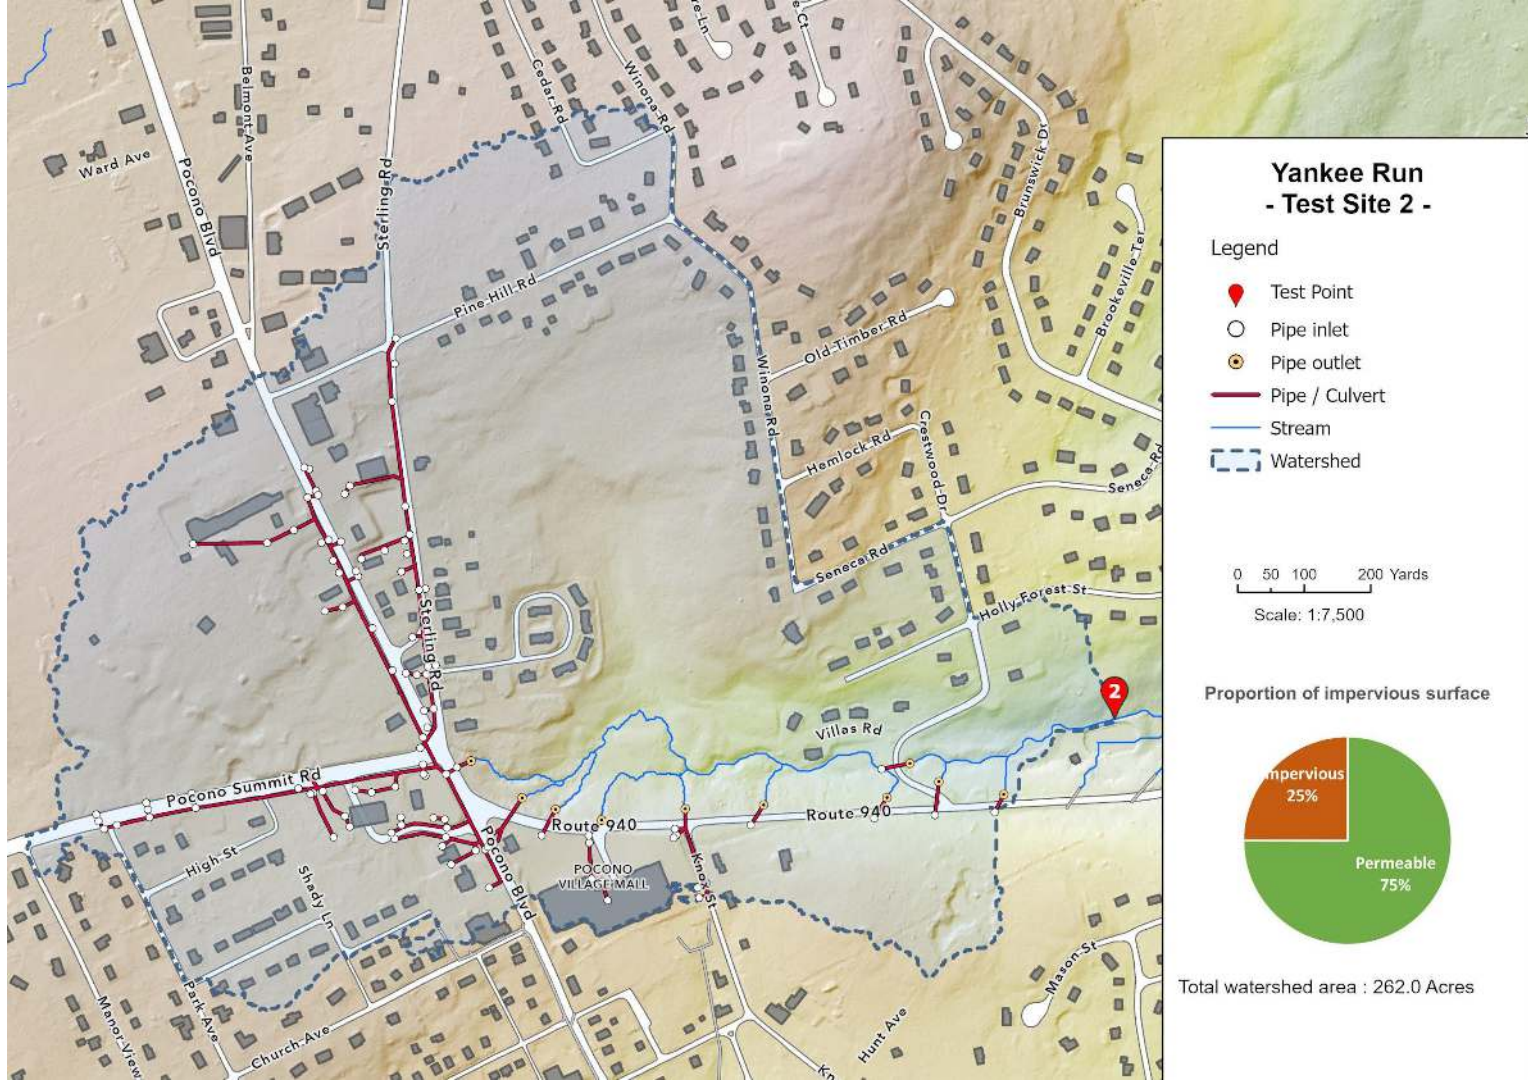 re-Ln
e-Ct
Cedar Rd
Winona Rd
Belmont Ave
Ward Ave
Pocono Blvd
Sterling Rd
Brunswick Dr
Brookeville Ter
Pine Hill Rd
Old Timber Rd
Winona Rd
Crestwood Dr
Hemlock Rd
Seneca Rd
Seneca Rd
Holly Forest St
Sterling Rd
2
Villas Rd
Pocono Summit Rd
Route 940
Route 940
High St
Pocono Blvd
POCONO
VILLAGE MALL
Knox St
Shady Ln
Mason St
Manor View
Park Ave
Church Ave
Hunt Ave
Kn
Yankee Run
- Test Site 2 -
Legend
Test Point
Pipe inlet
Pipe outlet
Pipe / Culvert
Stream
Watershed
0 50 100 200 Yards
Scale: 1:7,500
Proportion of impervious surface
mpervious
25%
Permeable
75%
Total watershed area : 262.0 Acres